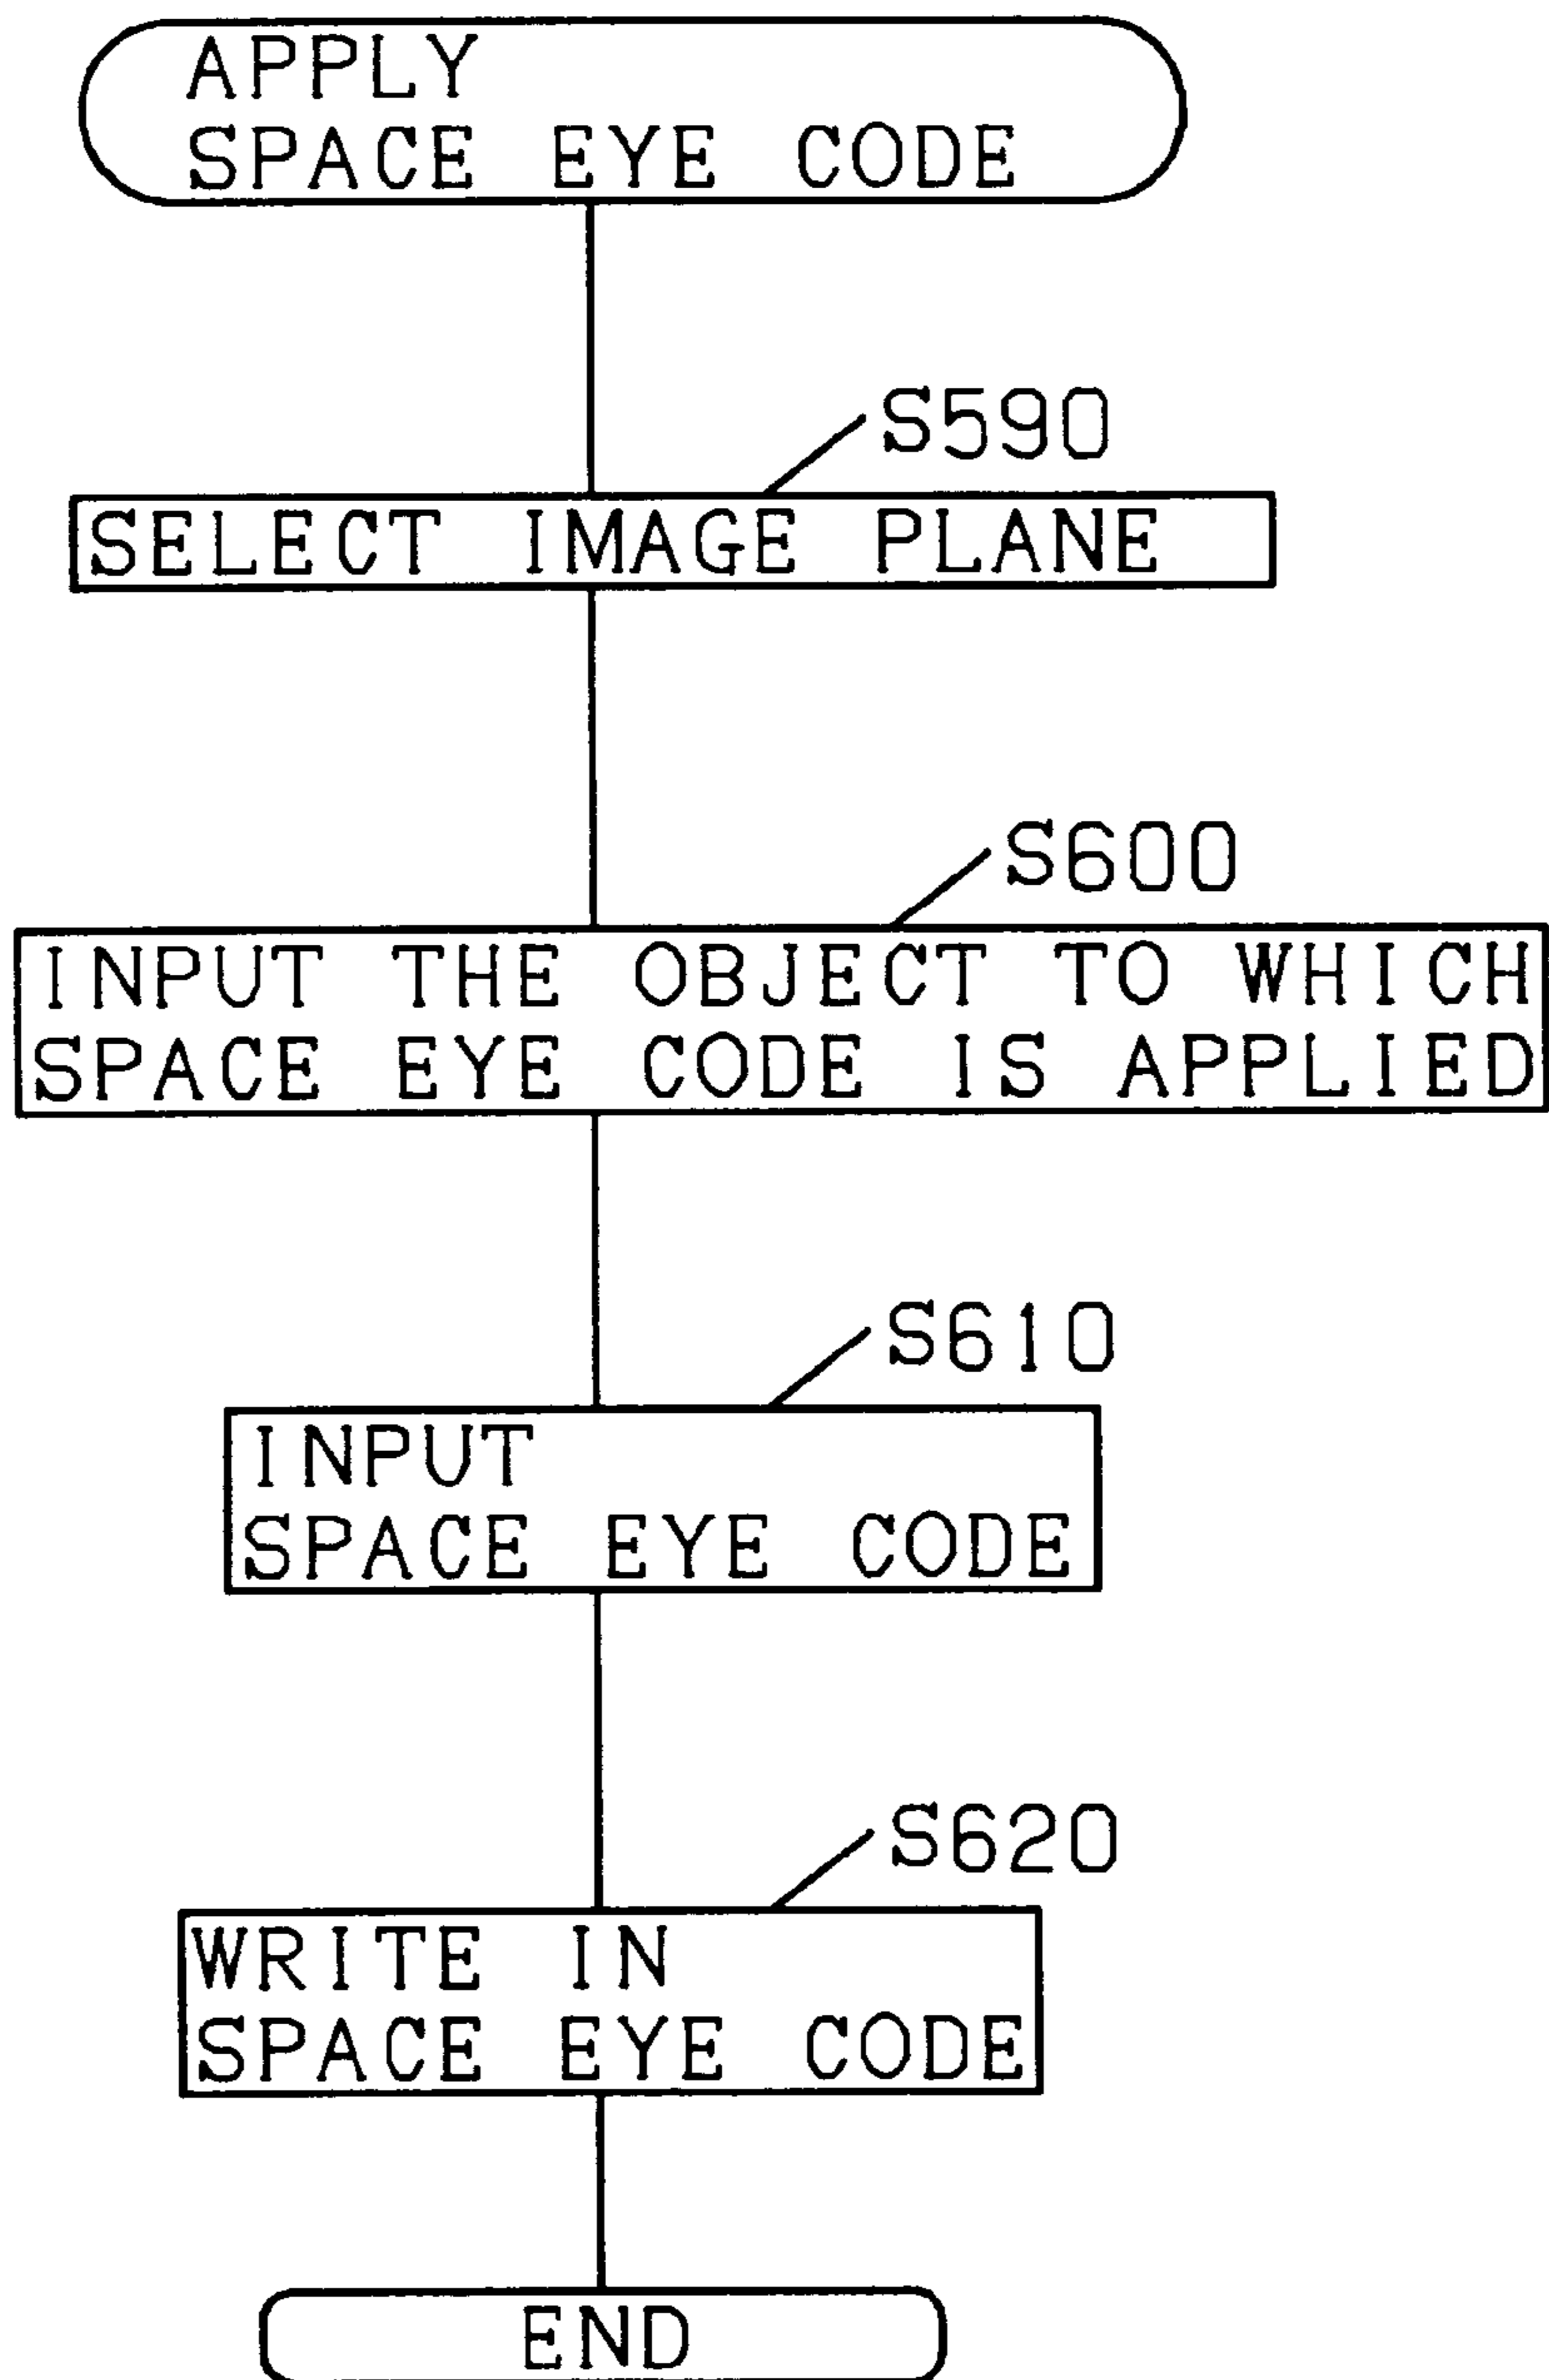 APPLY
SPACE EYE CODE
S590
SELECT IMAGE PLANE
S600
INPUT THE OBJECT TO WHICH
SPACE EYE CODE IS APPLIED
S610
INPUT
SPACE EYE CODE
S620
WRITE IN
SPACE EYE CODE
END